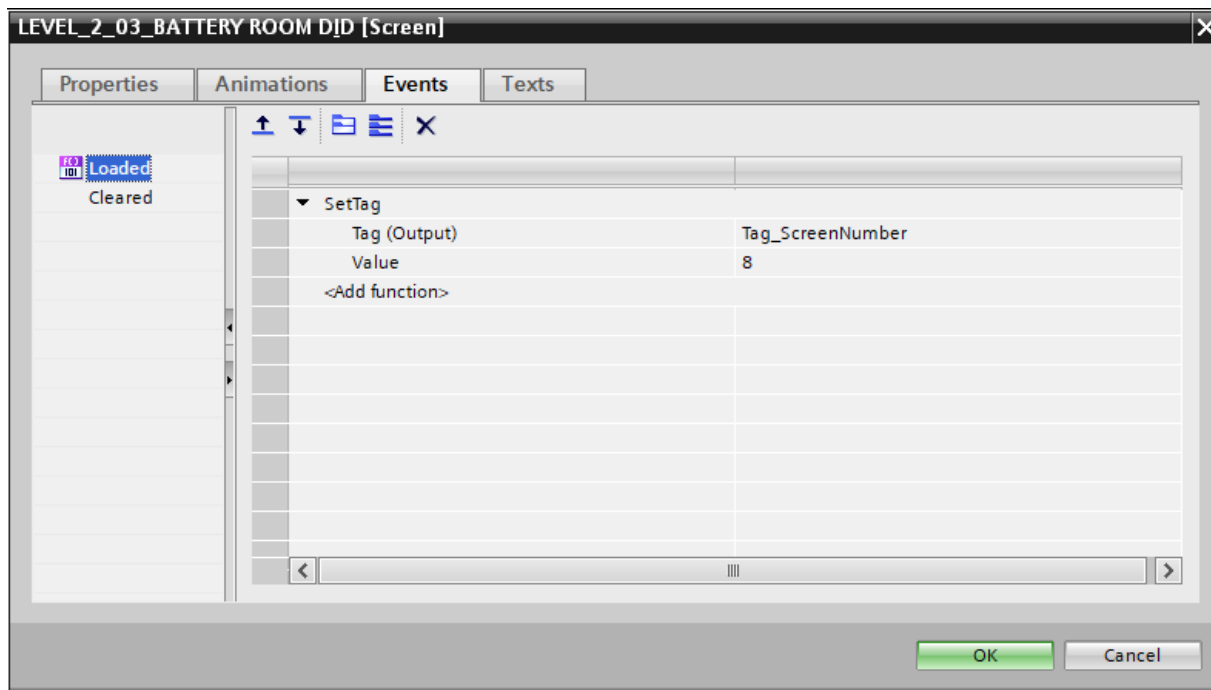 LEVEL_2_03_BATTERY ROOM DID [Screen]
Properties Animations Events Texts
Loaded
Cleared
SetTag
Tag (Output) Tag_ScreenNumber
Value 8
<Add function>
OK Cancel